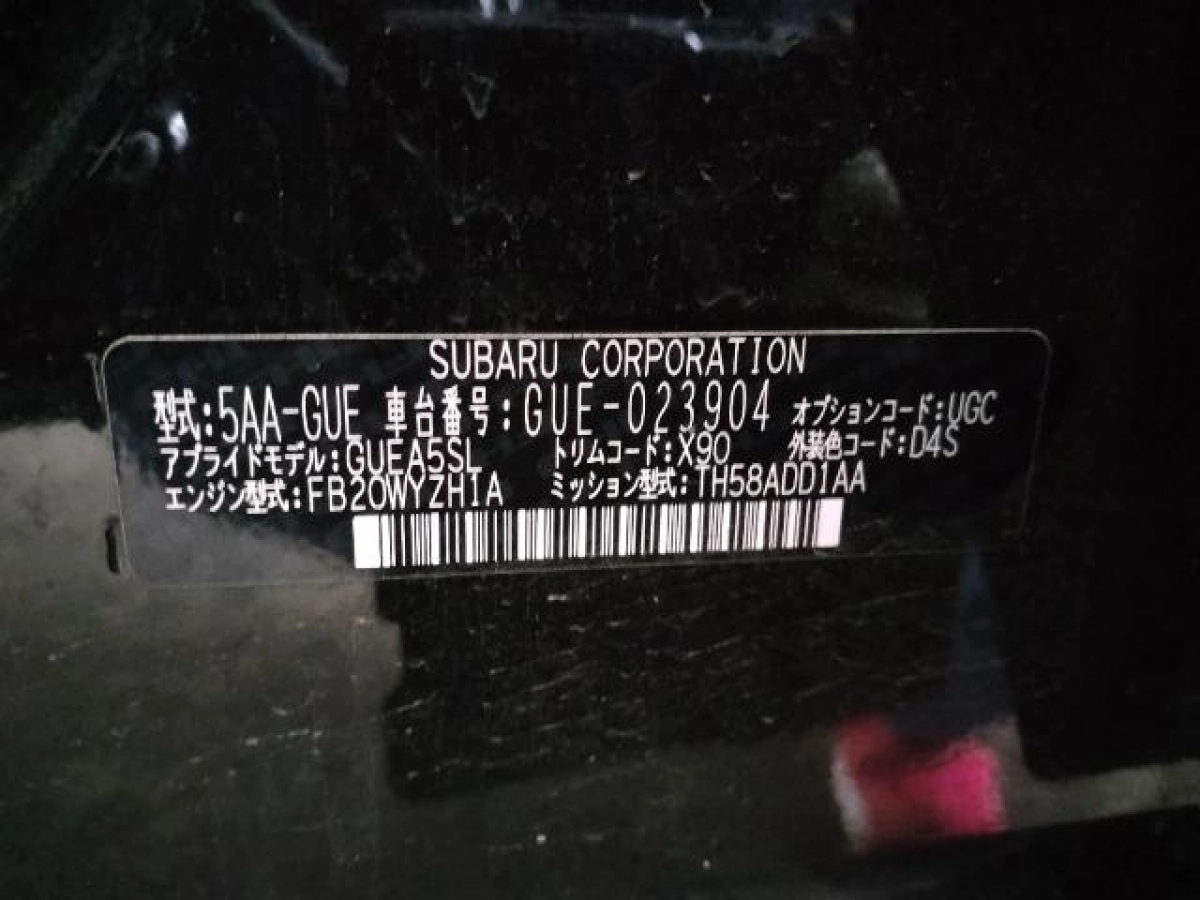 SUBARU CORPORATION
型式:5AA-GUE 車台番号:GUE-023904 オプションコード:UGC
アプライドモデル:GUEA5SL トリムコード:X90 外装色コード:D4S
エンジン型式:FB20WYZH1A ミッション型式:TH58ADD1AA